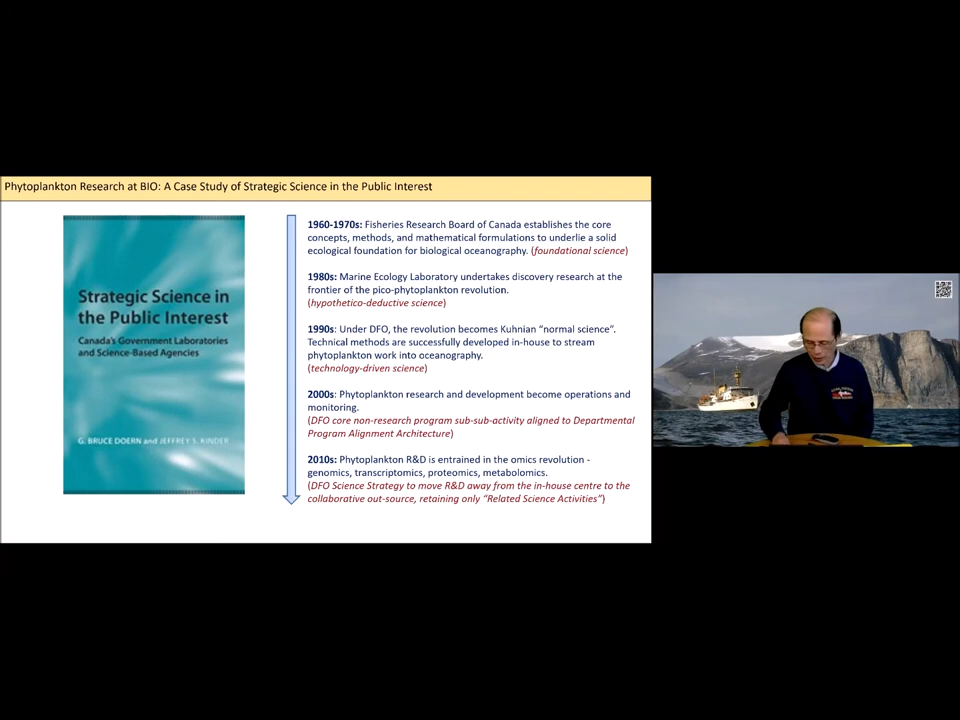 Phytoplankton Research at BIO: A Case Study of Strategic Science in the Public Interest
Strategic Science in
the Public Interest
Canada's Government Laboratories
and Science-Based Agencies
G. BRUCE DOERN and JEFFREY S. KINDER
1960-1970s: Fisheries Research Board of Canada establishes the core
concepts, methods, and mathematical formulations to underlie a solid
ecological foundation for biological oceanography. (foundational science)
1980s: Marine Ecology Laboratory undertakes discovery research at the
frontier of the pico-phytoplankton revolution.
(hypothetico-deductive science)
1990s: Under DFO, the revolution becomes Kuhnian “normal science”.
Technical methods are successfully developed in-house to stream
phytoplankton work into oceanography.
(technology-driven science)
2000s: Phytoplankton research and development become operations and
monitoring.
(DFO core non-research program sub-sub-activity aligned to Departmental
Program Alignment Architecture)
2010s: Phytoplankton R&D is entrained in the omics revolution -
genomics, transcriptomics, proteomics, metabolomics.
(DFO Science Strategy to move R&D away from the in-house centre to the
collaborative out-source, retaining only “Related Science Activities”)